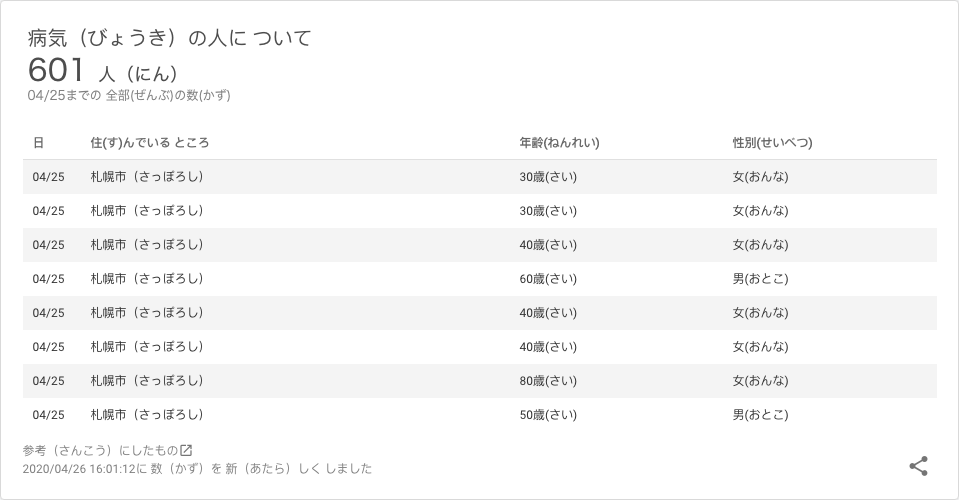 病気（びょうき）の人に ついて
601 人（にん）
04/25までの 全部(ぜんぶ)の数(かず)
日 住(す)んでいる ところ 年齢(ねんれい) 性別(せいべつ)
04/25 札幌市（さっぽろし） 30歳(さい) 女(おんな)
04/25 札幌市（さっぽろし） 30歳(さい) 女(おんな)
04/25 札幌市（さっぽろし） 40歳(さい) 女(おんな)
04/25 札幌市（さっぽろし） 60歳(さい) 男(おとこ)
04/25 札幌市（さっぽろし） 40歳(さい) 女(おんな)
04/25 札幌市（さっぽろし） 40歳(さい) 女(おんな)
04/25 札幌市（さっぽろし） 80歳(さい) 女(おんな)
04/25 札幌市（さっぽろし） 50歳(さい) 男(おとこ)
参考（さんこう）にしたもの
2020/04/26 16:01:12に 数（かず）を 新（あたら）しく しました